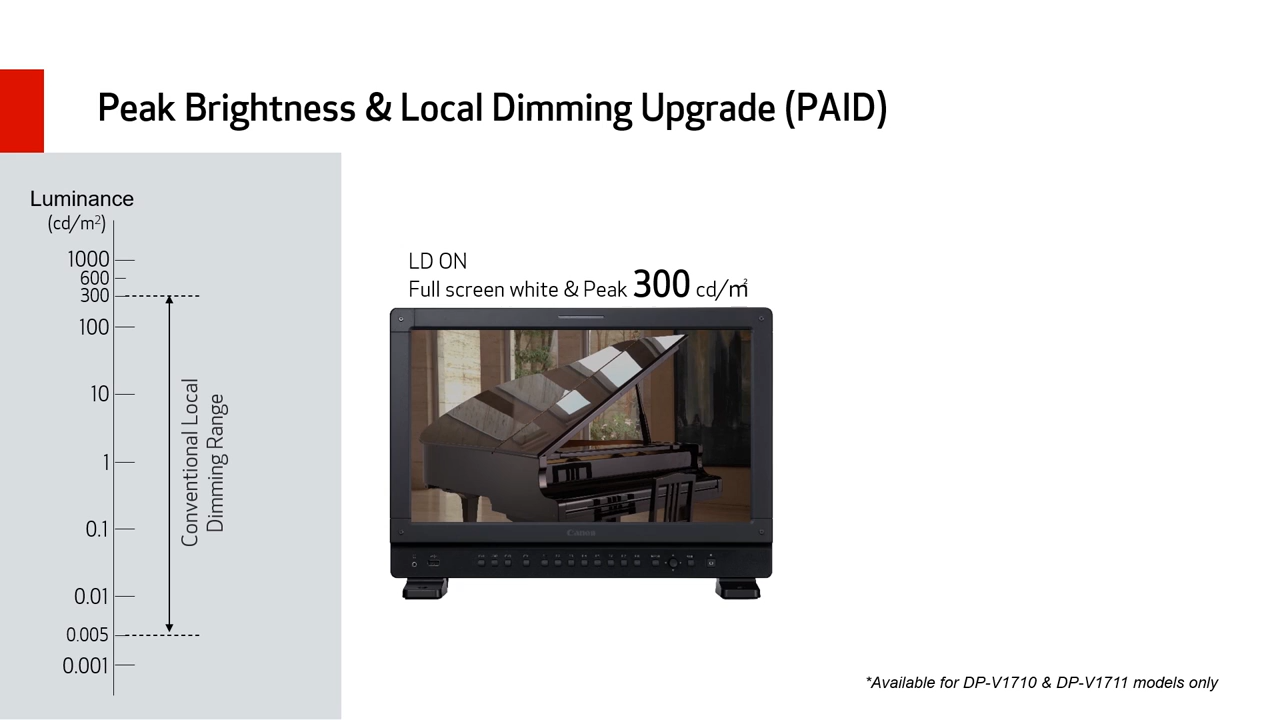 Peak Brightness & Local Dimming Upgrade (PAID)
Luminance
(cd/m²)
1000
600
300
100
10
1
0.1
0.01
0.005
0.001
Conventional Local
Dimming Range
LD ON
Full screen white & Peak 300 cd/㎡
Canon
*Available for DP-V1710 & DP-V1711 models only